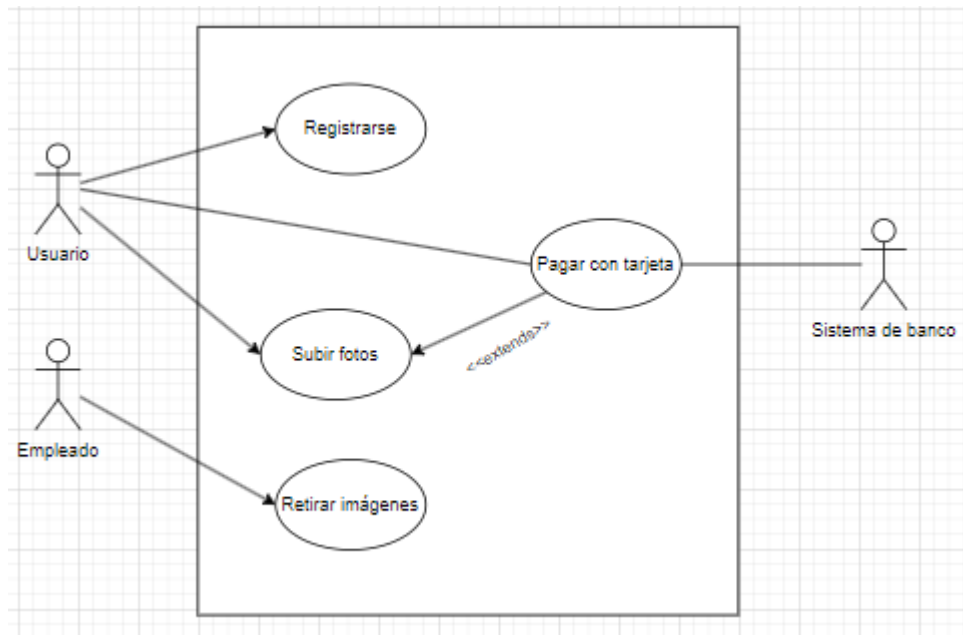 Registrarse
Usuario
Pagar con tarjeta
Sistema de banco
Subir fotos
<<extends>>
Empleado
Retirar imágenes